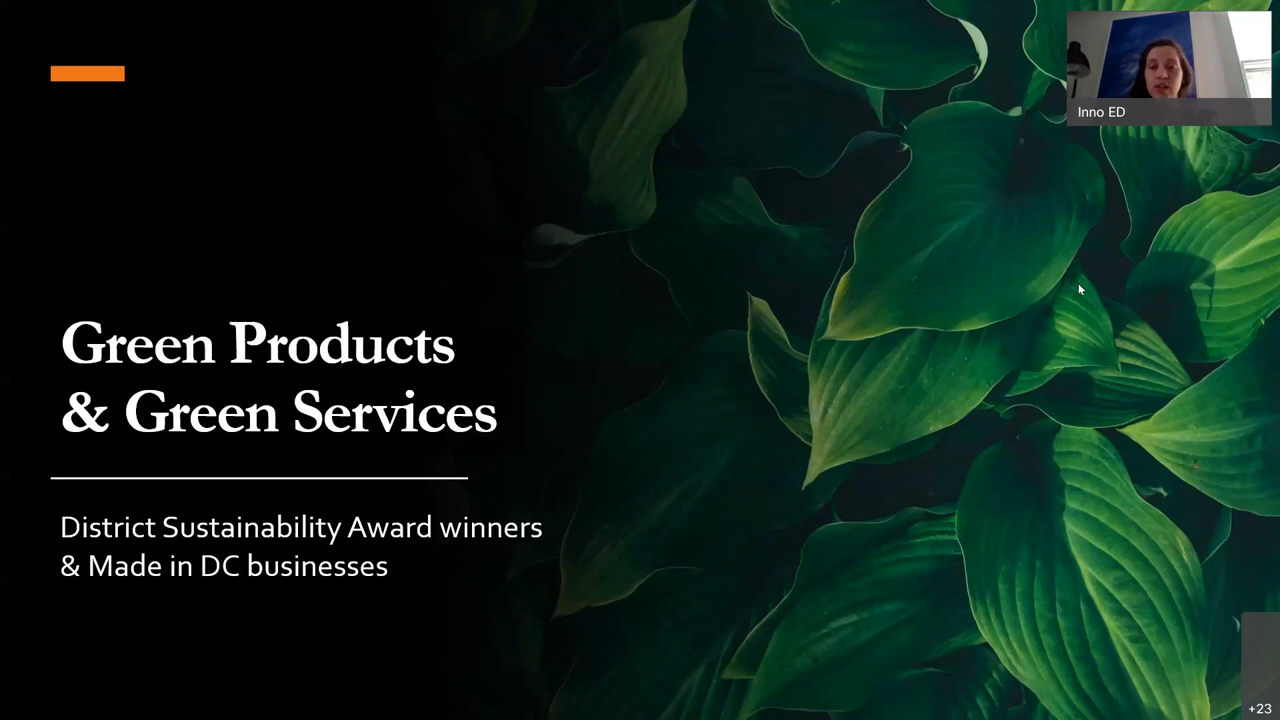 Inno ED
Green Products
& Green Services
District Sustainability Award winners
& Made in DC businesses
+23